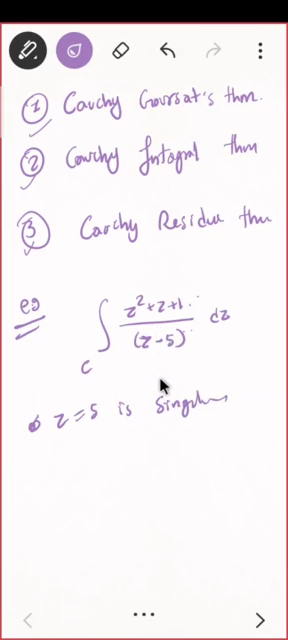 ① Cauchy Goursat's thm.
② Cauchy Integral thm
③ Cauchy Residue thm
eg ∫_C (z²+z+1)/(z-5) dz
z=5 is singular